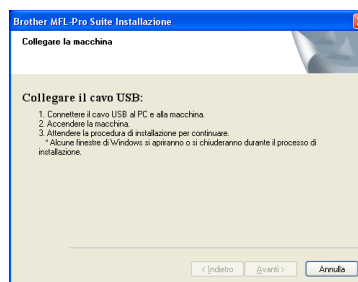 Brother MFL-Pro Suite Installazione
Collegare la macchina
Collegare il cavo USB:
1. Connettere il cavo USB al PC e alla macchina.
2. Accendere la macchina.
3. Attendere la procedura di installazione per continuare.
* Alcune finestre di Windows si apriranno o si chiuderanno durante il processo di
installazione.
< Indietro
Avanti >
Annulla